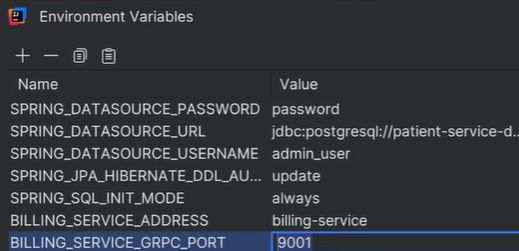 Environment Variables
Name Value
SPRING_DATASOURCE_PASSWORD password
SPRING_DATASOURCE_URL jdbc:postgresql://patient-service-d...
SPRING_DATASOURCE_USERNAME admin_user
SPRING_JPA_HIBERNATE_DDL_AU... update
SPRING_SQL_INIT_MODE always
BILLING_SERVICE_ADDRESS billing-service
BILLING_SERVICE_GRPC_PORT 9001